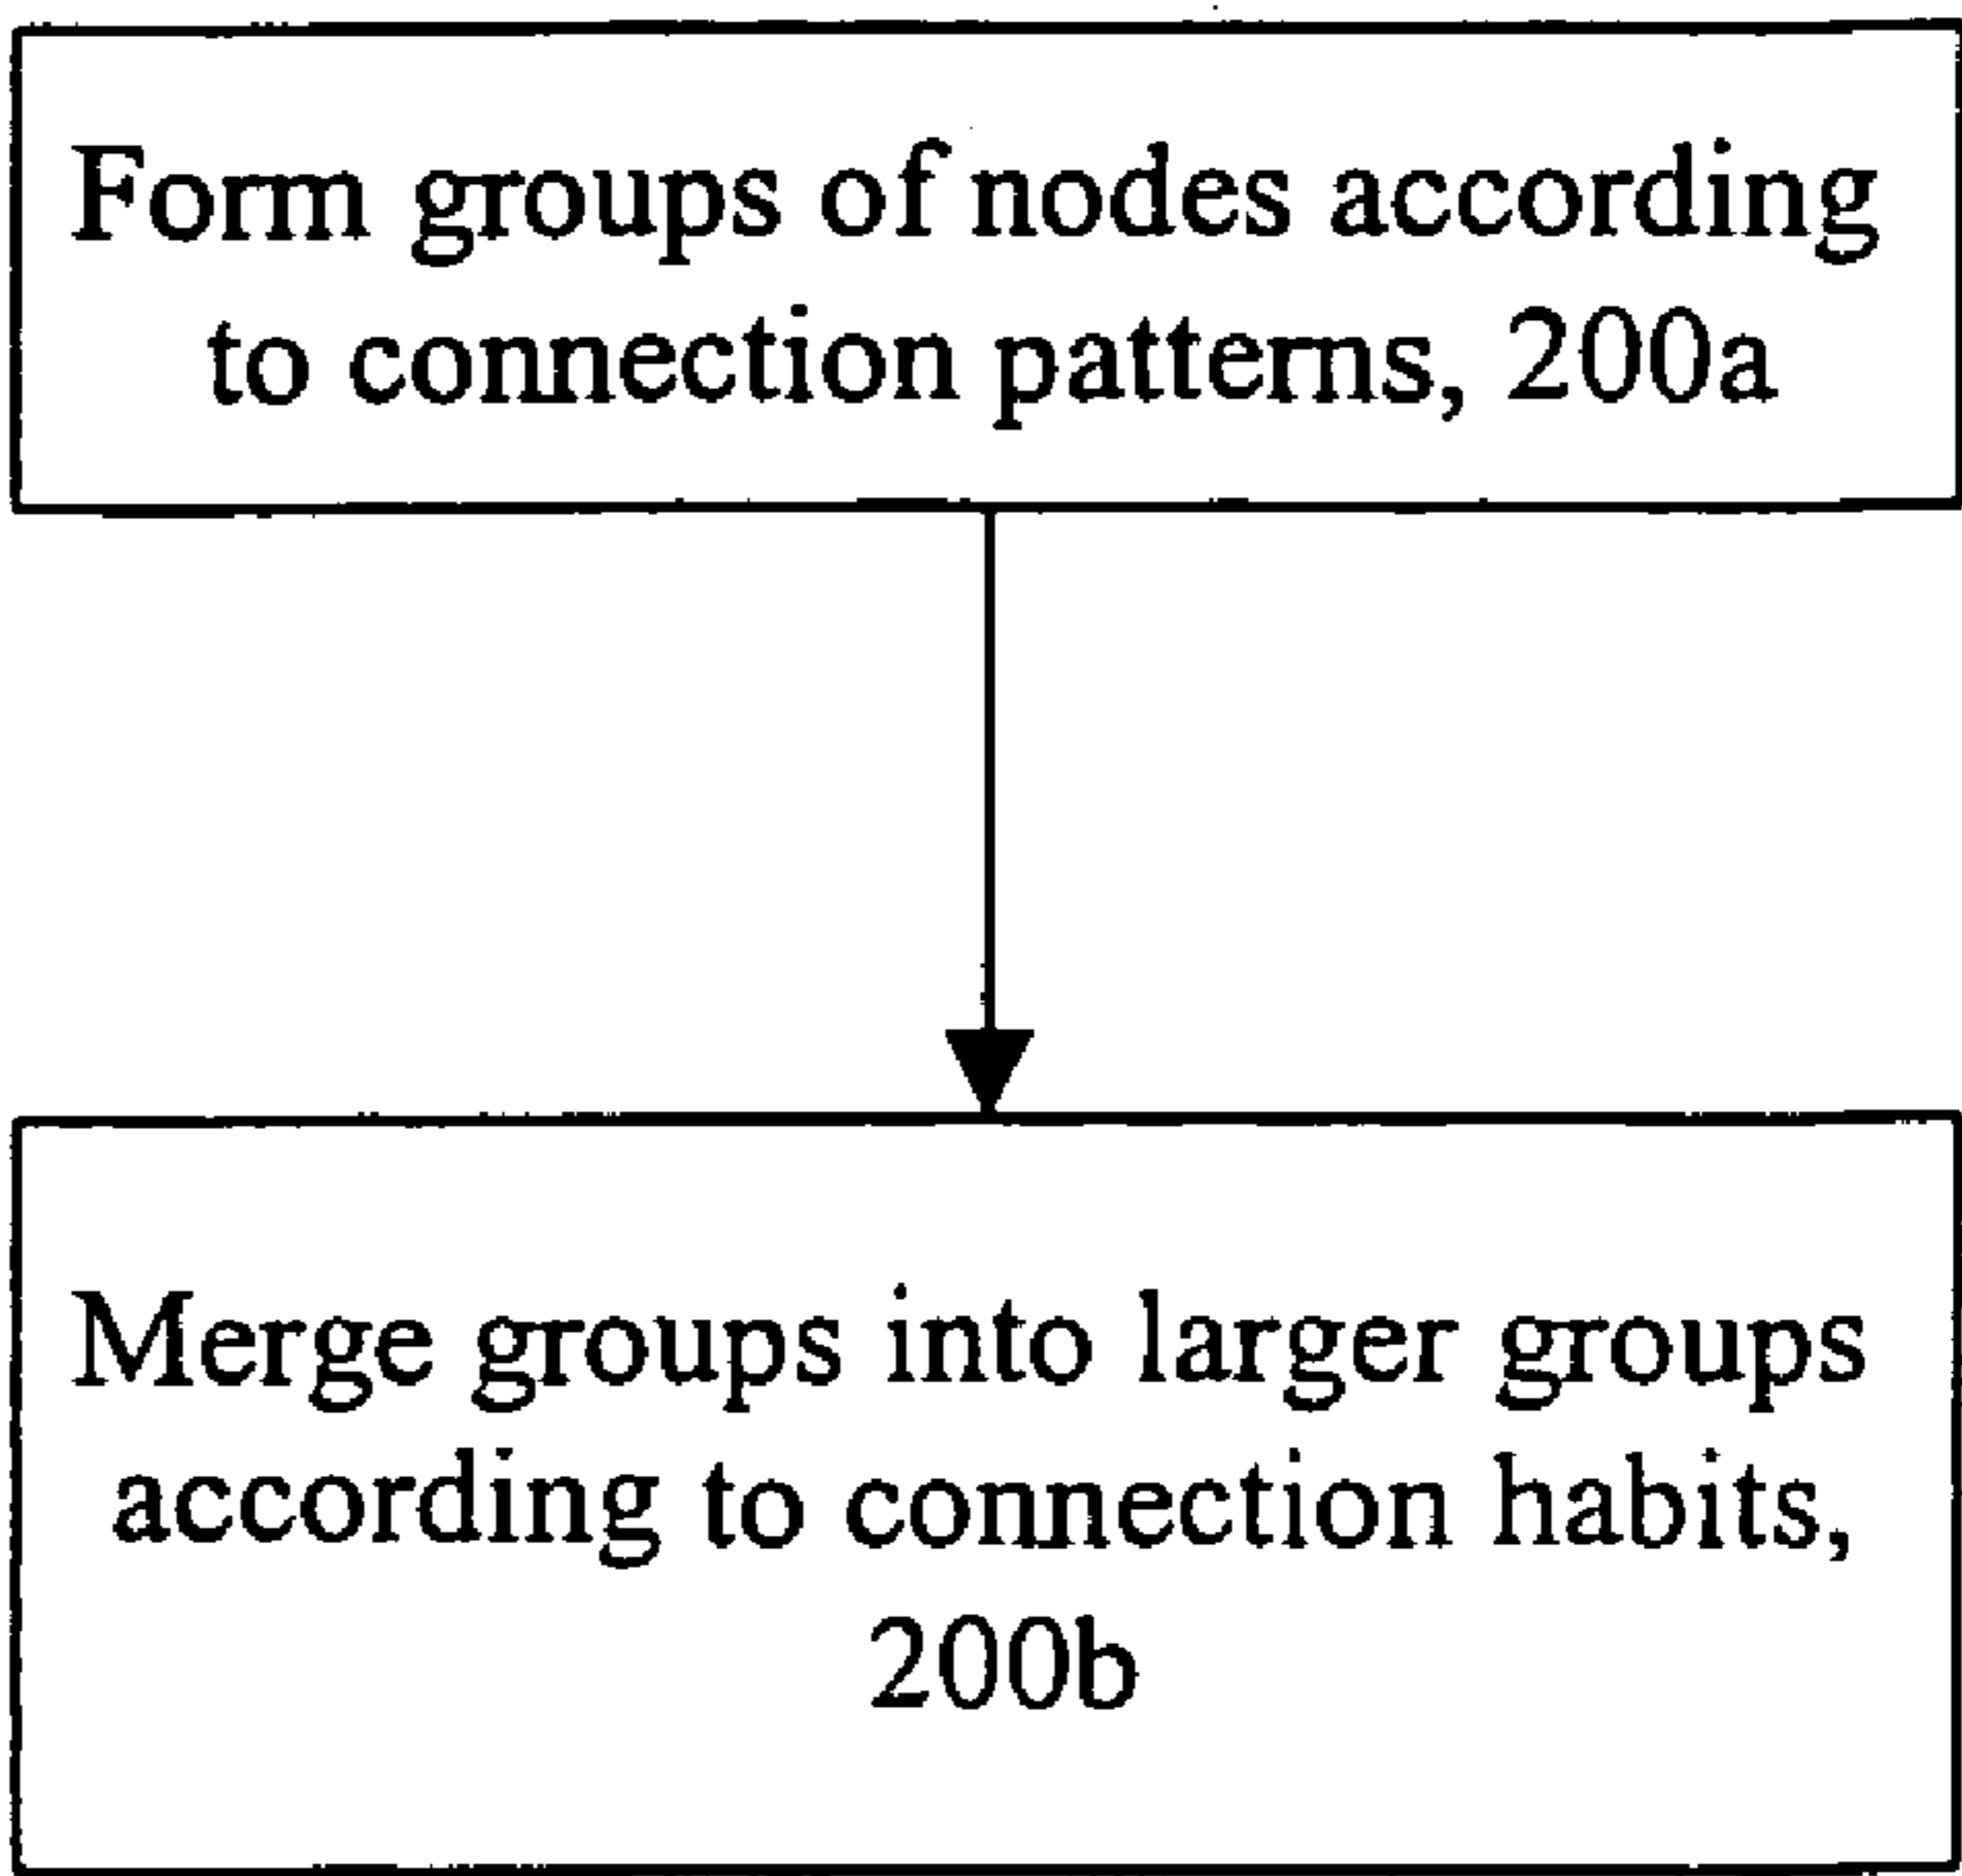 Form groups of nodes according
to connection patterns, 200a
Merge groups into larger groups
according to connection habits,
200b